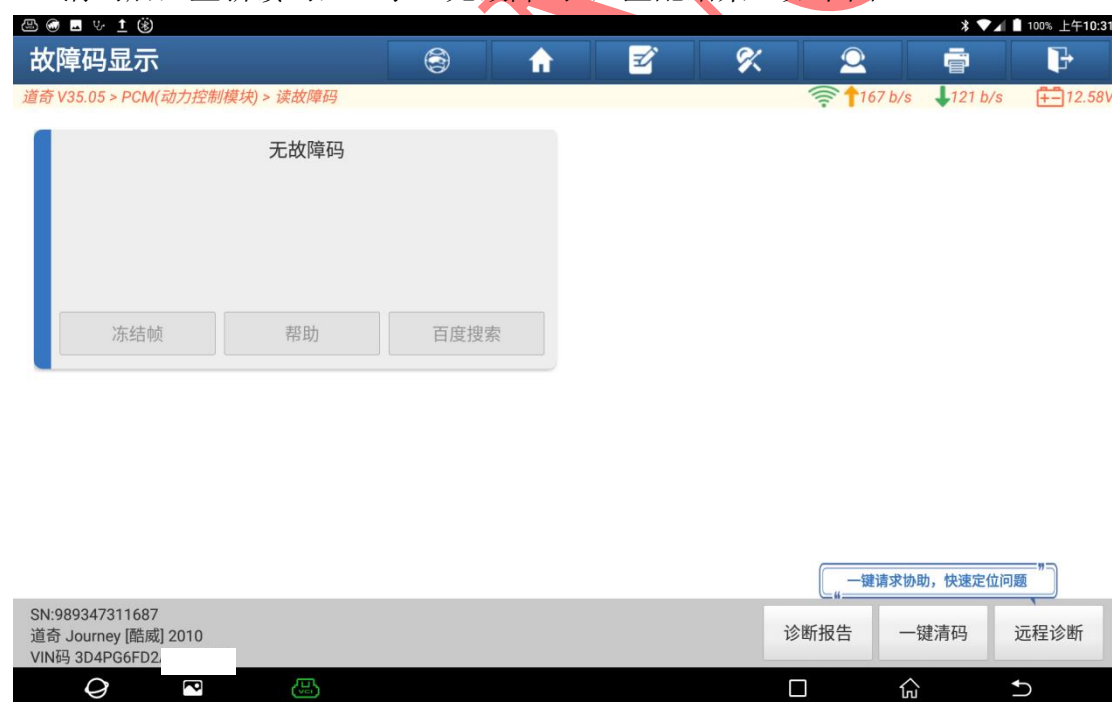 100% 上午10:31
故障码显示
道奇 V35.05 > PCM(动力控制模块) > 读故障码
167 b/s 121 b/s 12.58V
无故障码
冻结帧 帮助 百度搜索
一键请求协助，快速定位问题
SN:989347311687
道奇 Journey [酷威] 2010
VIN码 3D4PG6FD2
诊断报告 一键清码 远程诊断
VCI